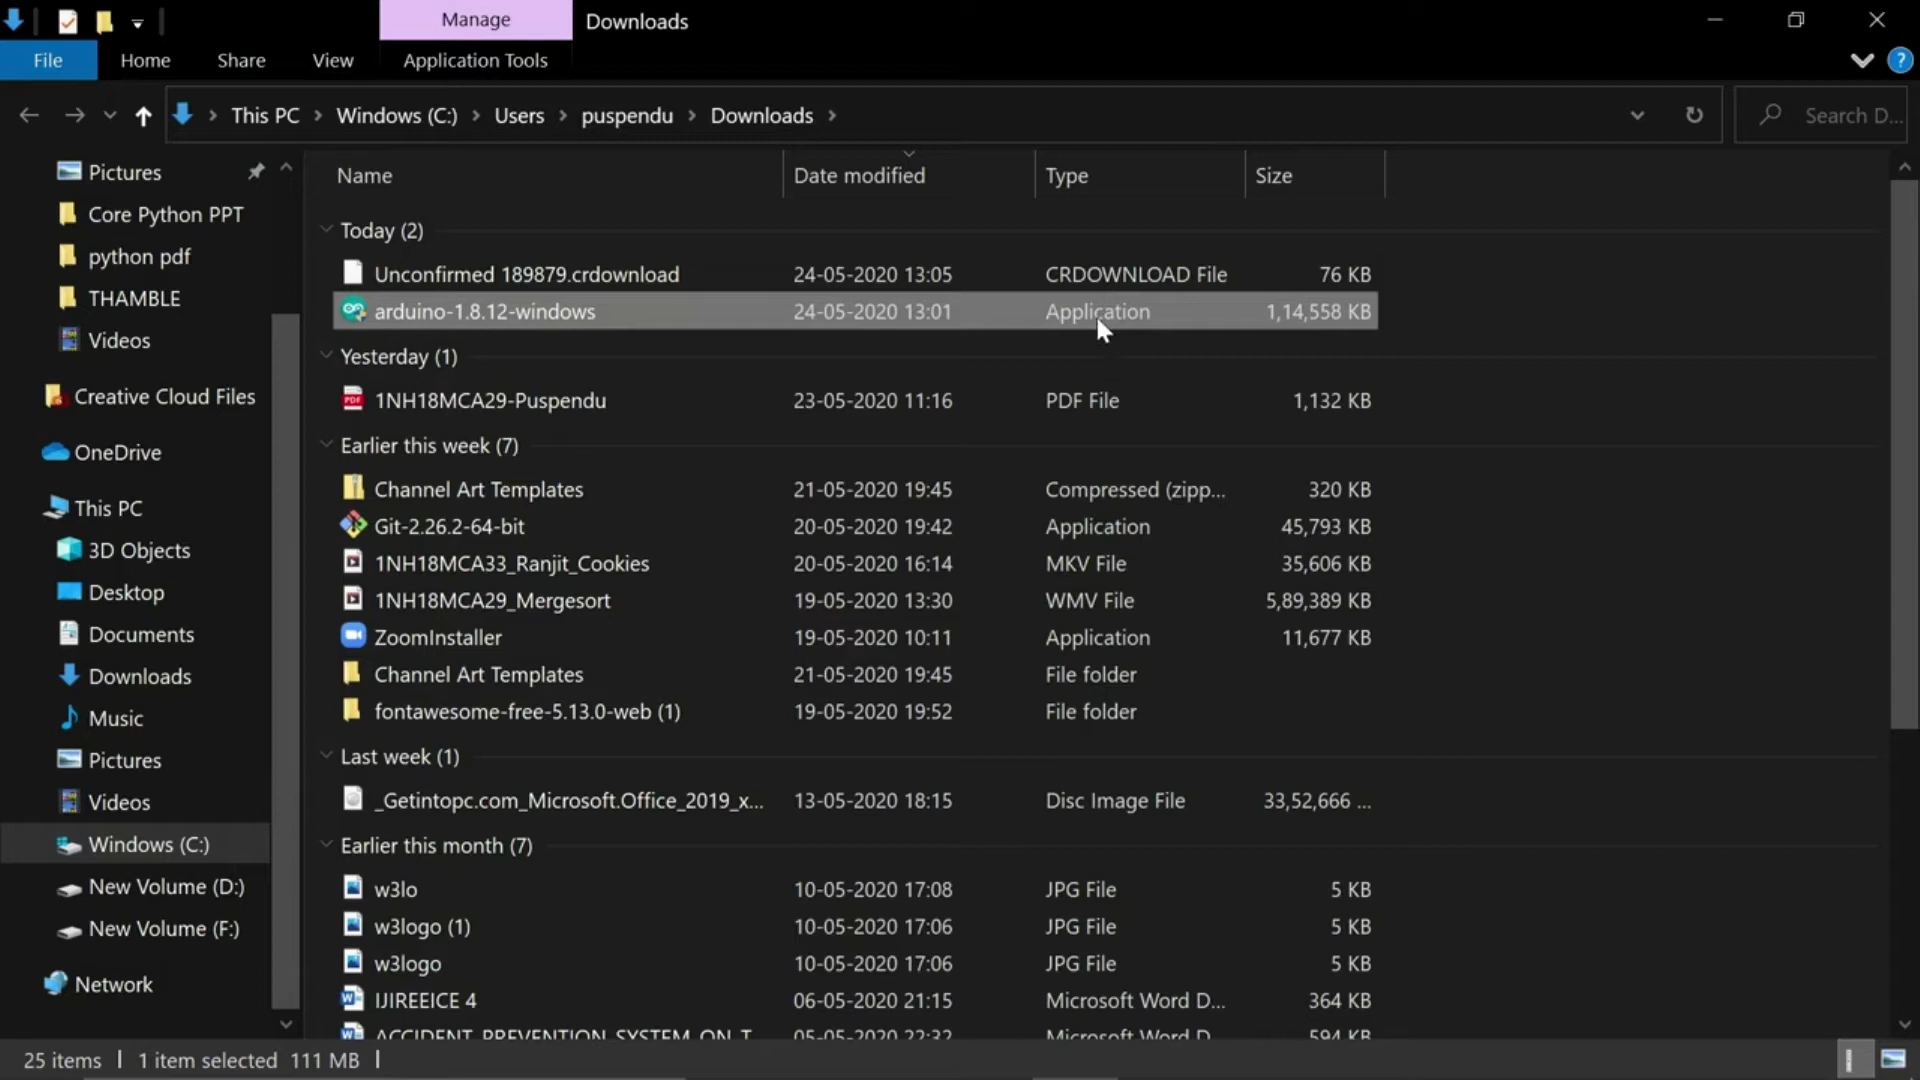 Manage
Downloads
File
Home
Share
View
Application Tools
This PC
Windows (C:)
Users
puspendu
Downloads
Search D...
Pictures
Core Python PPT
python pdf
THAMBLE
Videos
Creative Cloud Files
OneDrive
This PC
3D Objects
Desktop
Documents
Downloads
Music
Pictures
Videos
Windows (C:)
New Volume (D:)
New Volume (F:)
Network
Name Date modified Type Size
Today (2)
Unconfirmed 189879.crdownload 24-05-2020 13:05 CRDOWNLOAD File 76 KB
arduino-1.8.12-windows 24-05-2020 13:01 Application 1,14,558 KB
Yesterday (1)
1NH18MCA29-Puspendu 23-05-2020 11:16 PDF File 1,132 KB
Earlier this week (7)
Channel Art Templates 21-05-2020 19:45 Compressed (zipp... 320 KB
Git-2.26.2-64-bit 20-05-2020 19:42 Application 45,793 KB
1NH18MCA33_Ranjit_Cookies 20-05-2020 16:14 MKV File 35,606 KB
1NH18MCA29_Mergesort 19-05-2020 13:30 WMV File 5,89,389 KB
ZoomInstaller 19-05-2020 10:11 Application 11,677 KB
Channel Art Templates 21-05-2020 19:45 File folder
fontawesome-free-5.13.0-web (1) 19-05-2020 19:52 File folder
Last week (1)
_Getintopc.com_Microsoft.Office_2019_x... 13-05-2020 18:15 Disc Image File 33,52,666 ...
Earlier this month (7)
w3lo 10-05-2020 17:08 JPG File 5 KB
w3logo (1) 10-05-2020 17:06 JPG File 5 KB
w3logo 10-05-2020 17:06 JPG File 5 KB
IJIREEICE 4 06-05-2020 21:15 Microsoft Word D... 364 KB
ACCIDENT PREVENTION SYSTEM ON T 05-05-2020 22:32 Microsoft Word D 594 KB
25 items
1 item selected 111 MB